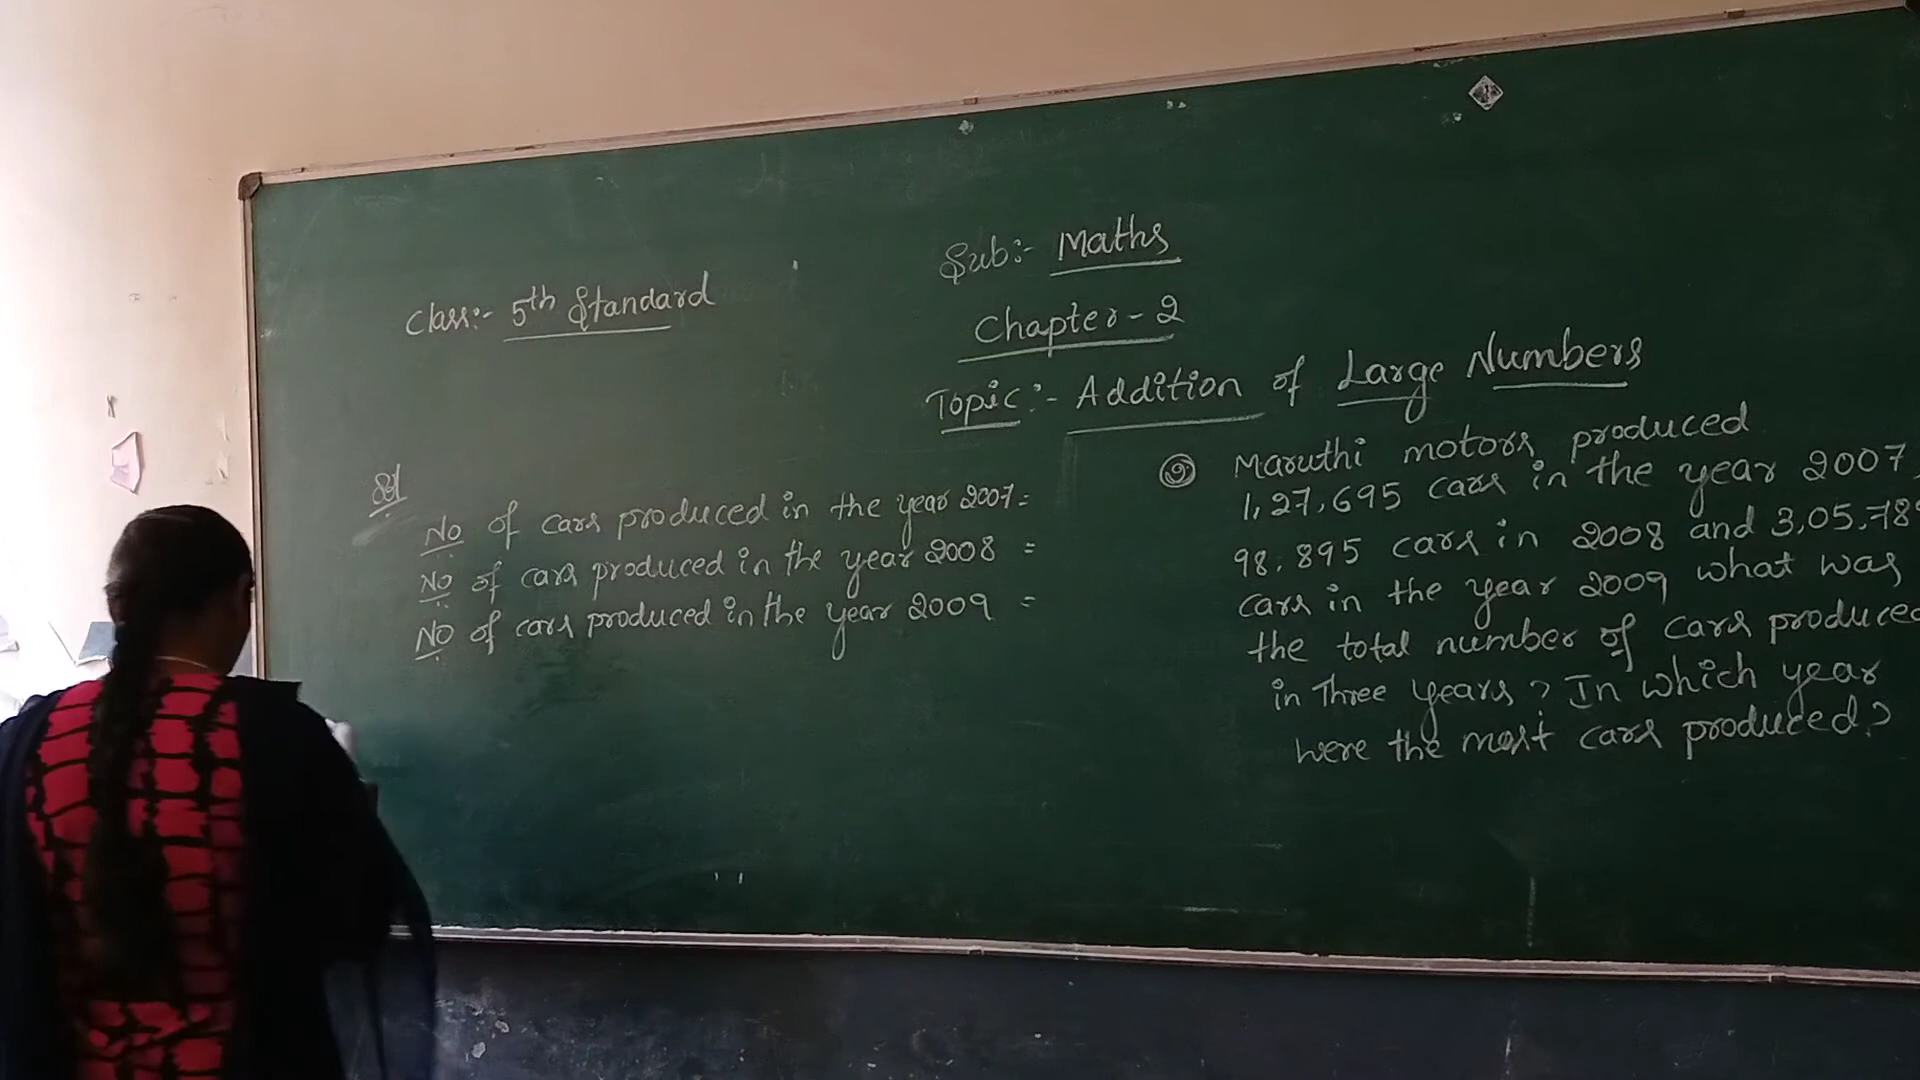 Sub:- Maths
Class:- 5th Standard
Chapter-2
Topic:- Addition of Large Numbers
Sol
No of cars produced in the year 2007=
No of cars produced in the year 2008 =
No of cars produced in the year 2009 =
Maruthi motors produced
1,27,695 cars in the year 2007,
98,895 cars in 2008 and 3,05,789
cars in the year 2009 what was
the total number of cars produced
in Three years? In which year
were the most cars produced?